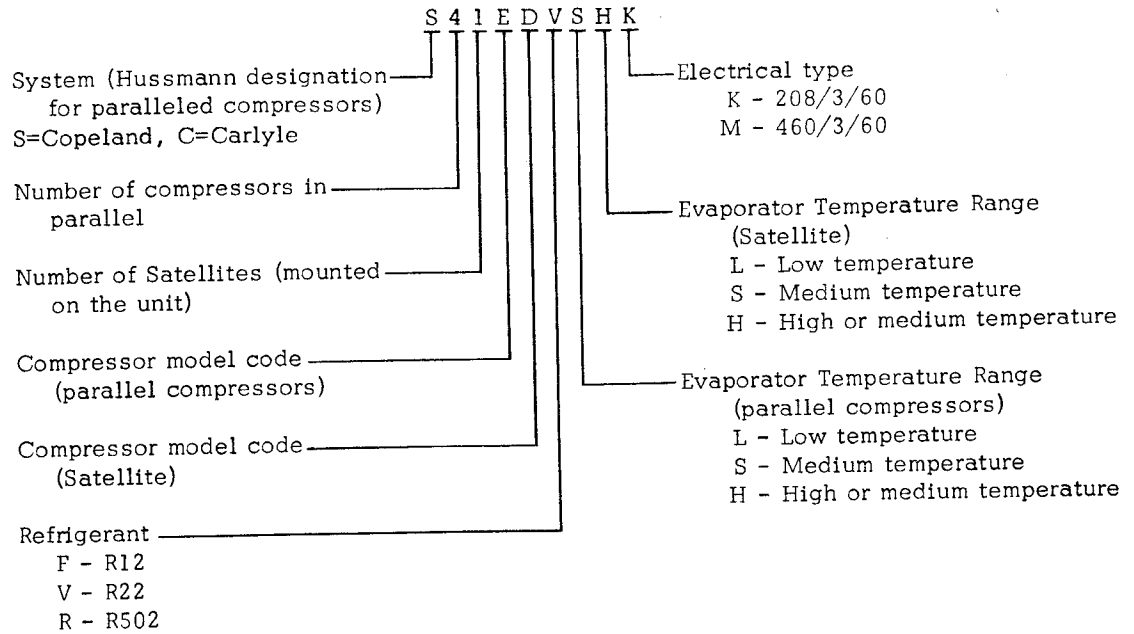 S 4 1 E D V S H K
System (Hussmann designation
for paralleled compressors)
S=Copeland, C=Carlyle
Number of compressors in
parallel
Number of Satellites (mounted
on the unit)
Compressor model code
(parallel compressors)
Compressor model code
(Satellite)
Refrigerant
F - R12
V - R22
R - R502
Electrical type
K - 208/3/60
M - 460/3/60
Evaporator Temperature Range
(Satellite)
L - Low temperature
S - Medium temperature
H - High or medium temperature
Evaporator Temperature Range
(parallel compressors)
L - Low temperature
S - Medium temperature
H - High or medium temperature